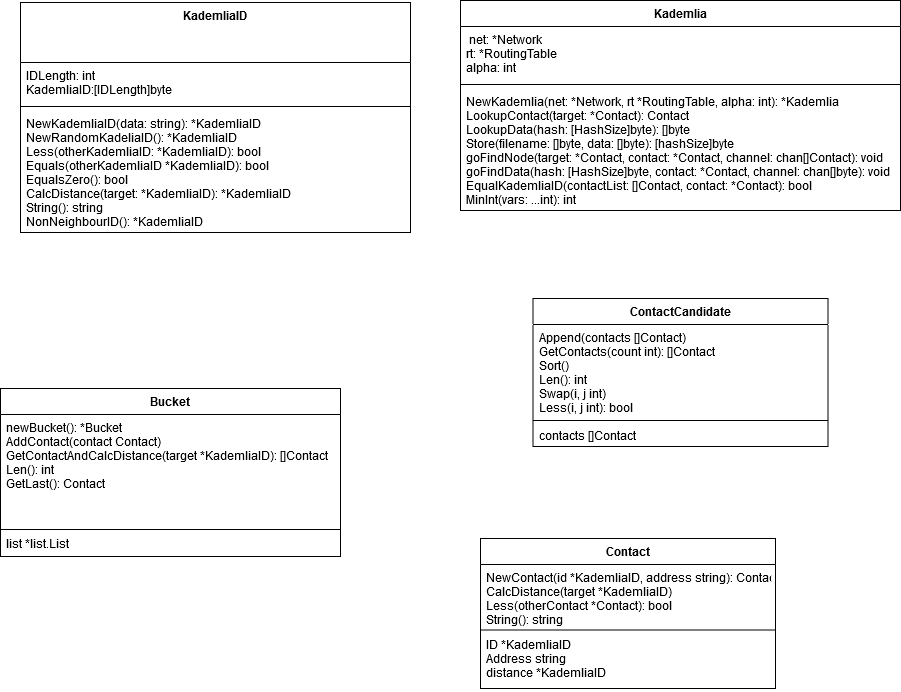 KademliaID
IDLength: int
KademliaID:[IDLength]byte
NewKademliaID(data: string): *KademliaID
NewRandomKadeliaID(): *KademliaID
Less(otherKademliaID: *KademliaID): bool
Equals(otherKademliaID *KademliaID): bool
EqualsZero(): bool
CalcDistance(target: *KademliaID): *KademliaID
String(): string
NonNeighbourID(): *KademliaID
Kademlia
net: *Network
rt: *RoutingTable
alpha: int
NewKademlia(net: *Network, rt *RoutingTable, alpha: int): *Kademlia
LookupContact(target: *Contact): Contact
LookupData(hash: [HashSize]byte): []byte
Store(filename: []byte, data: []byte): [hashSize]byte
goFindNode(target: *Contact, contact: *Contact, channel: chan[]Contact): void
goFindData(hash: [HashSize]byte, contact: *Contact, channel: chan[]byte): void
EqualKademliaID(contactList: []Contact, contact: *Contact): bool
MinInt(vars: ...int): int
ContactCandidate
Append(contacts []Contact)
GetContacts(count int): []Contact
Sort()
Len(): int
Swap(i, j int)
Less(i, j int): bool
contacts []Contact
Bucket
newBucket(): *Bucket
AddContact(contact Contact)
GetContactAndCalcDistance(target *KademliaID): []Contact
Len(): int
GetLast(): Contact
list *list.List
Contact
NewContact(id *KademliaID, address string): Conta
CalcDistance(target *KademliaID)
Less(otherContact *Contact): bool
String(): string
ID *KademliaID
Address string
distance *KademliaID